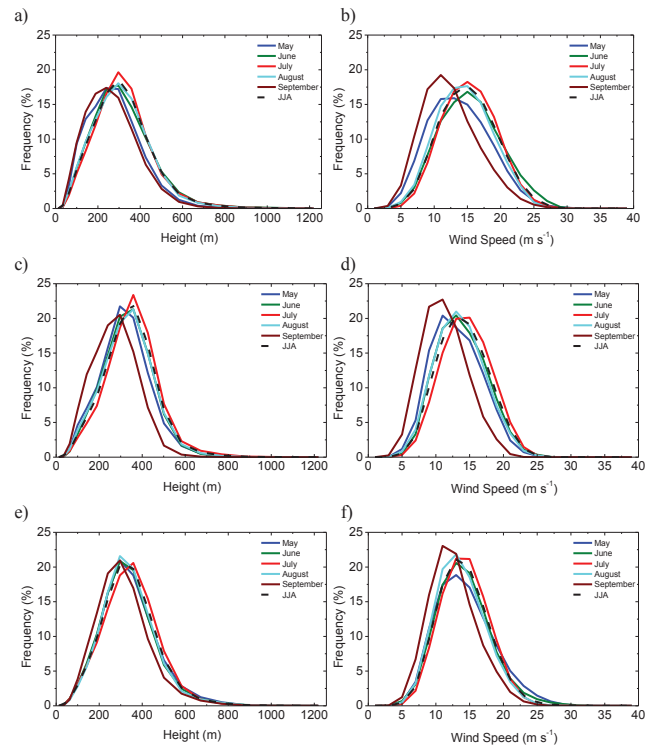 a)
25
20
15
10
5
0
Frequency (%)
0 200 400 600 800 1000 1200
Height (m)
May
June
July
August
September
JJA
b)
25
20
15
10
5
0
Frequency (%)
0 5 10 15 20 25 30 35 40
Wind Speed (m s⁻¹)
May
June
July
August
September
JJA
c)
25
20
15
10
5
0
Frequency (%)
0 200 400 600 800 1000 1200
Height (m)
May
June
July
August
September
JJA
d)
25
20
15
10
5
0
Frequency (%)
0 5 10 15 20 25 30 35 40
Wind Speed (m s⁻¹)
May
June
July
August
September
JJA
e)
25
20
15
10
5
0
Frequency (%)
0 200 400 600 800 1000 1200
Height (m)
May
June
July
August
September
JJA
f)
25
20
15
10
5
0
Frequency (%)
0 5 10 15 20 25 30 35 40
Wind Speed (m s⁻¹)
May
June
July
August
September
JJA